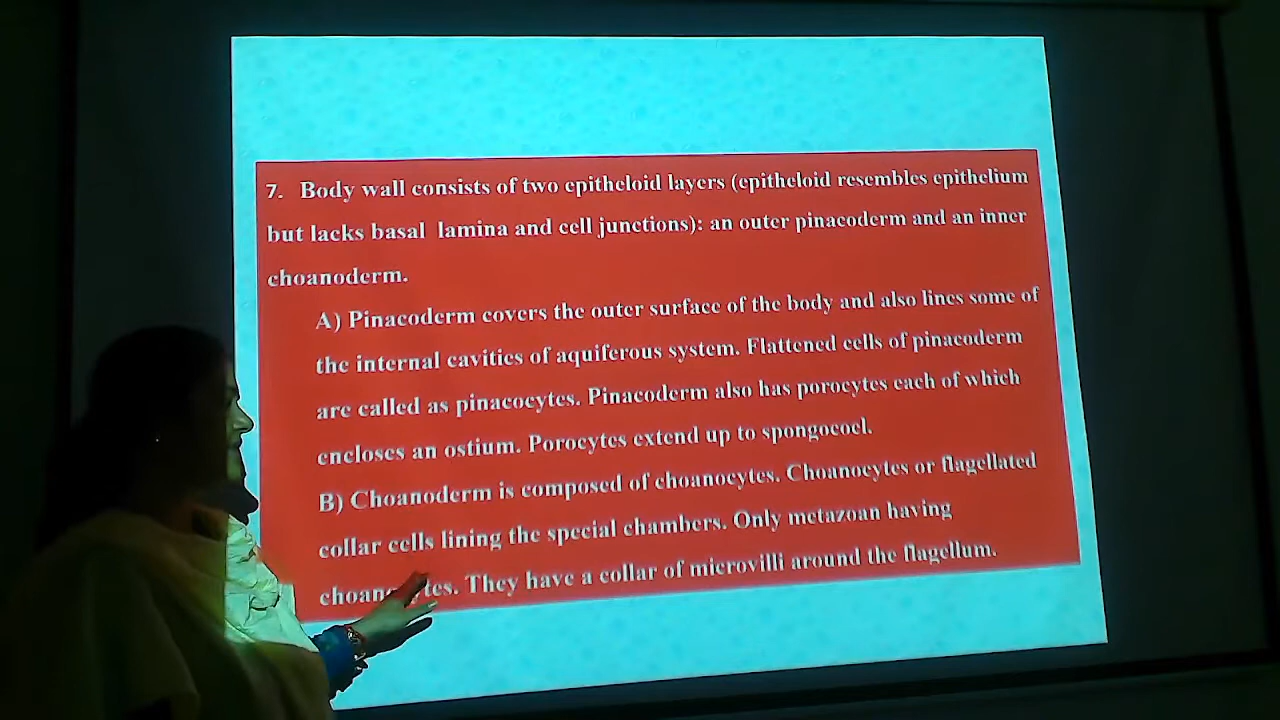 7. Body wall consists of two epitheloid layers (epitheloid resembles epithelium
but lacks basal lamina and cell junctions): an outer pinacoderm and an inner
choanoderm.
A) Pinacoderm covers the outer surface of the body and also lines some of
the internal cavities of aquiferous system. Flattened cells of pinacoderm
are called as pinacocytes. Pinacoderm also has porocytes each of which
encloses an ostium. Porocytes extend up to spongocoel.
B) Choanoderm is composed of choanocytes. Choanocytes or flagellated
collar cells lining the special chambers. Only metazoan having
They have a collar of microvilli around the flagellum.